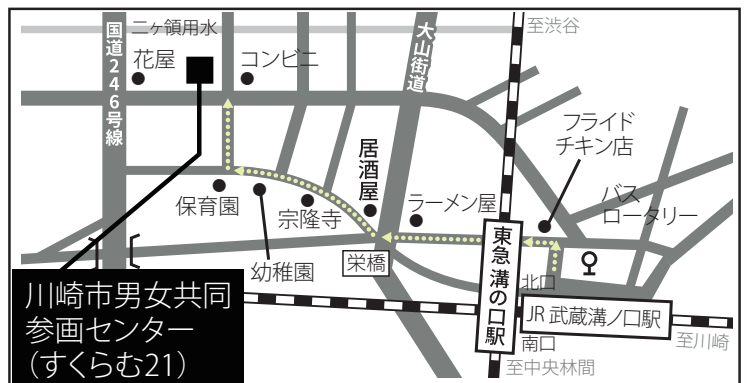 二ヶ領用水
至渋谷
国道246号線
花屋
コンビニ
大山街道
フライド
チキン店
居酒屋
バス
ロータリー
保育園
宗隆寺
ラーメン屋
幼稚園
栄橋
東急 溝の口駅
北口
JR 武蔵溝ノ口駅
南口
至川崎
至中央林間
川崎市男女共同
参画センター
(すくらむ21)